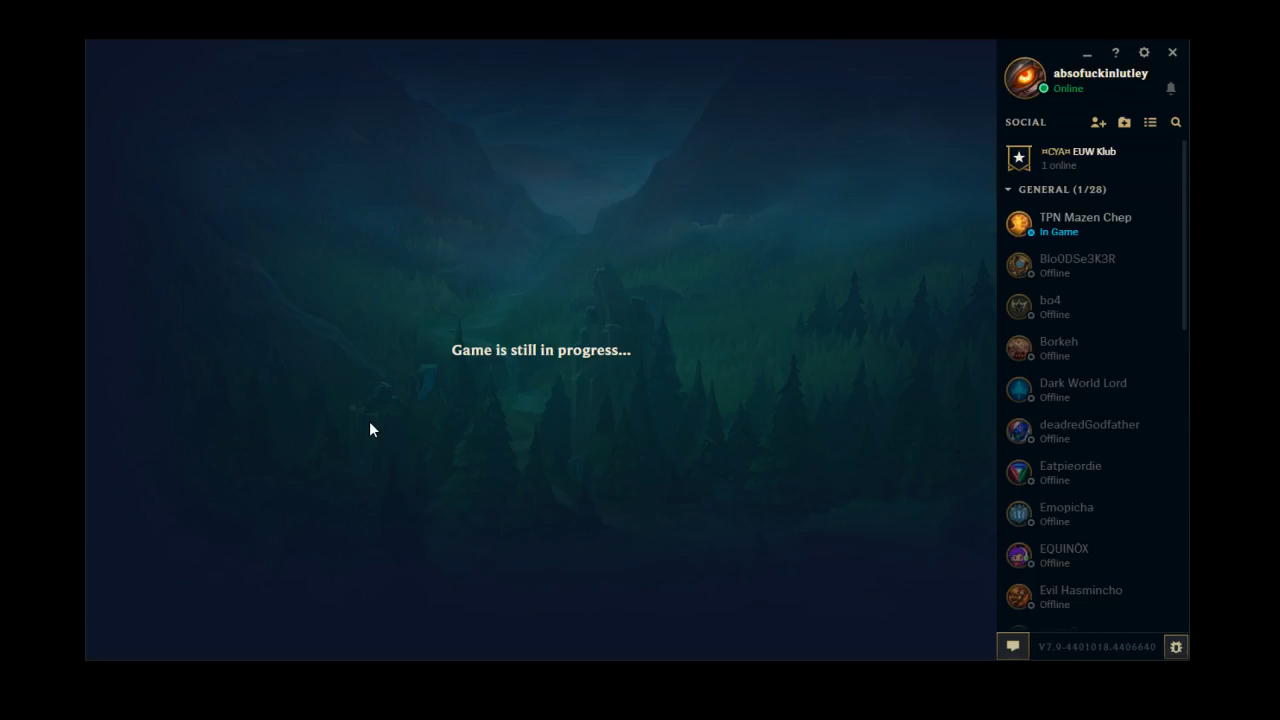 absofuckinlutley
Online
SOCIAL
¤CYA¤ EUW Klub
1 online
GENERAL (1/28)
TPN Mazen Chep
In Game
Game is still in progress...
Blo0DSe3K3R
Offline
bo4
Offline
Borkeh
Offline
Dark World Lord
Offline
deadredGodfather
Offline
Eatpieordie
Offline
Emopicha
Offline
EQUINÔX
Offline
Evil Hasmincho
Offline
V7.9-4401018.4406640